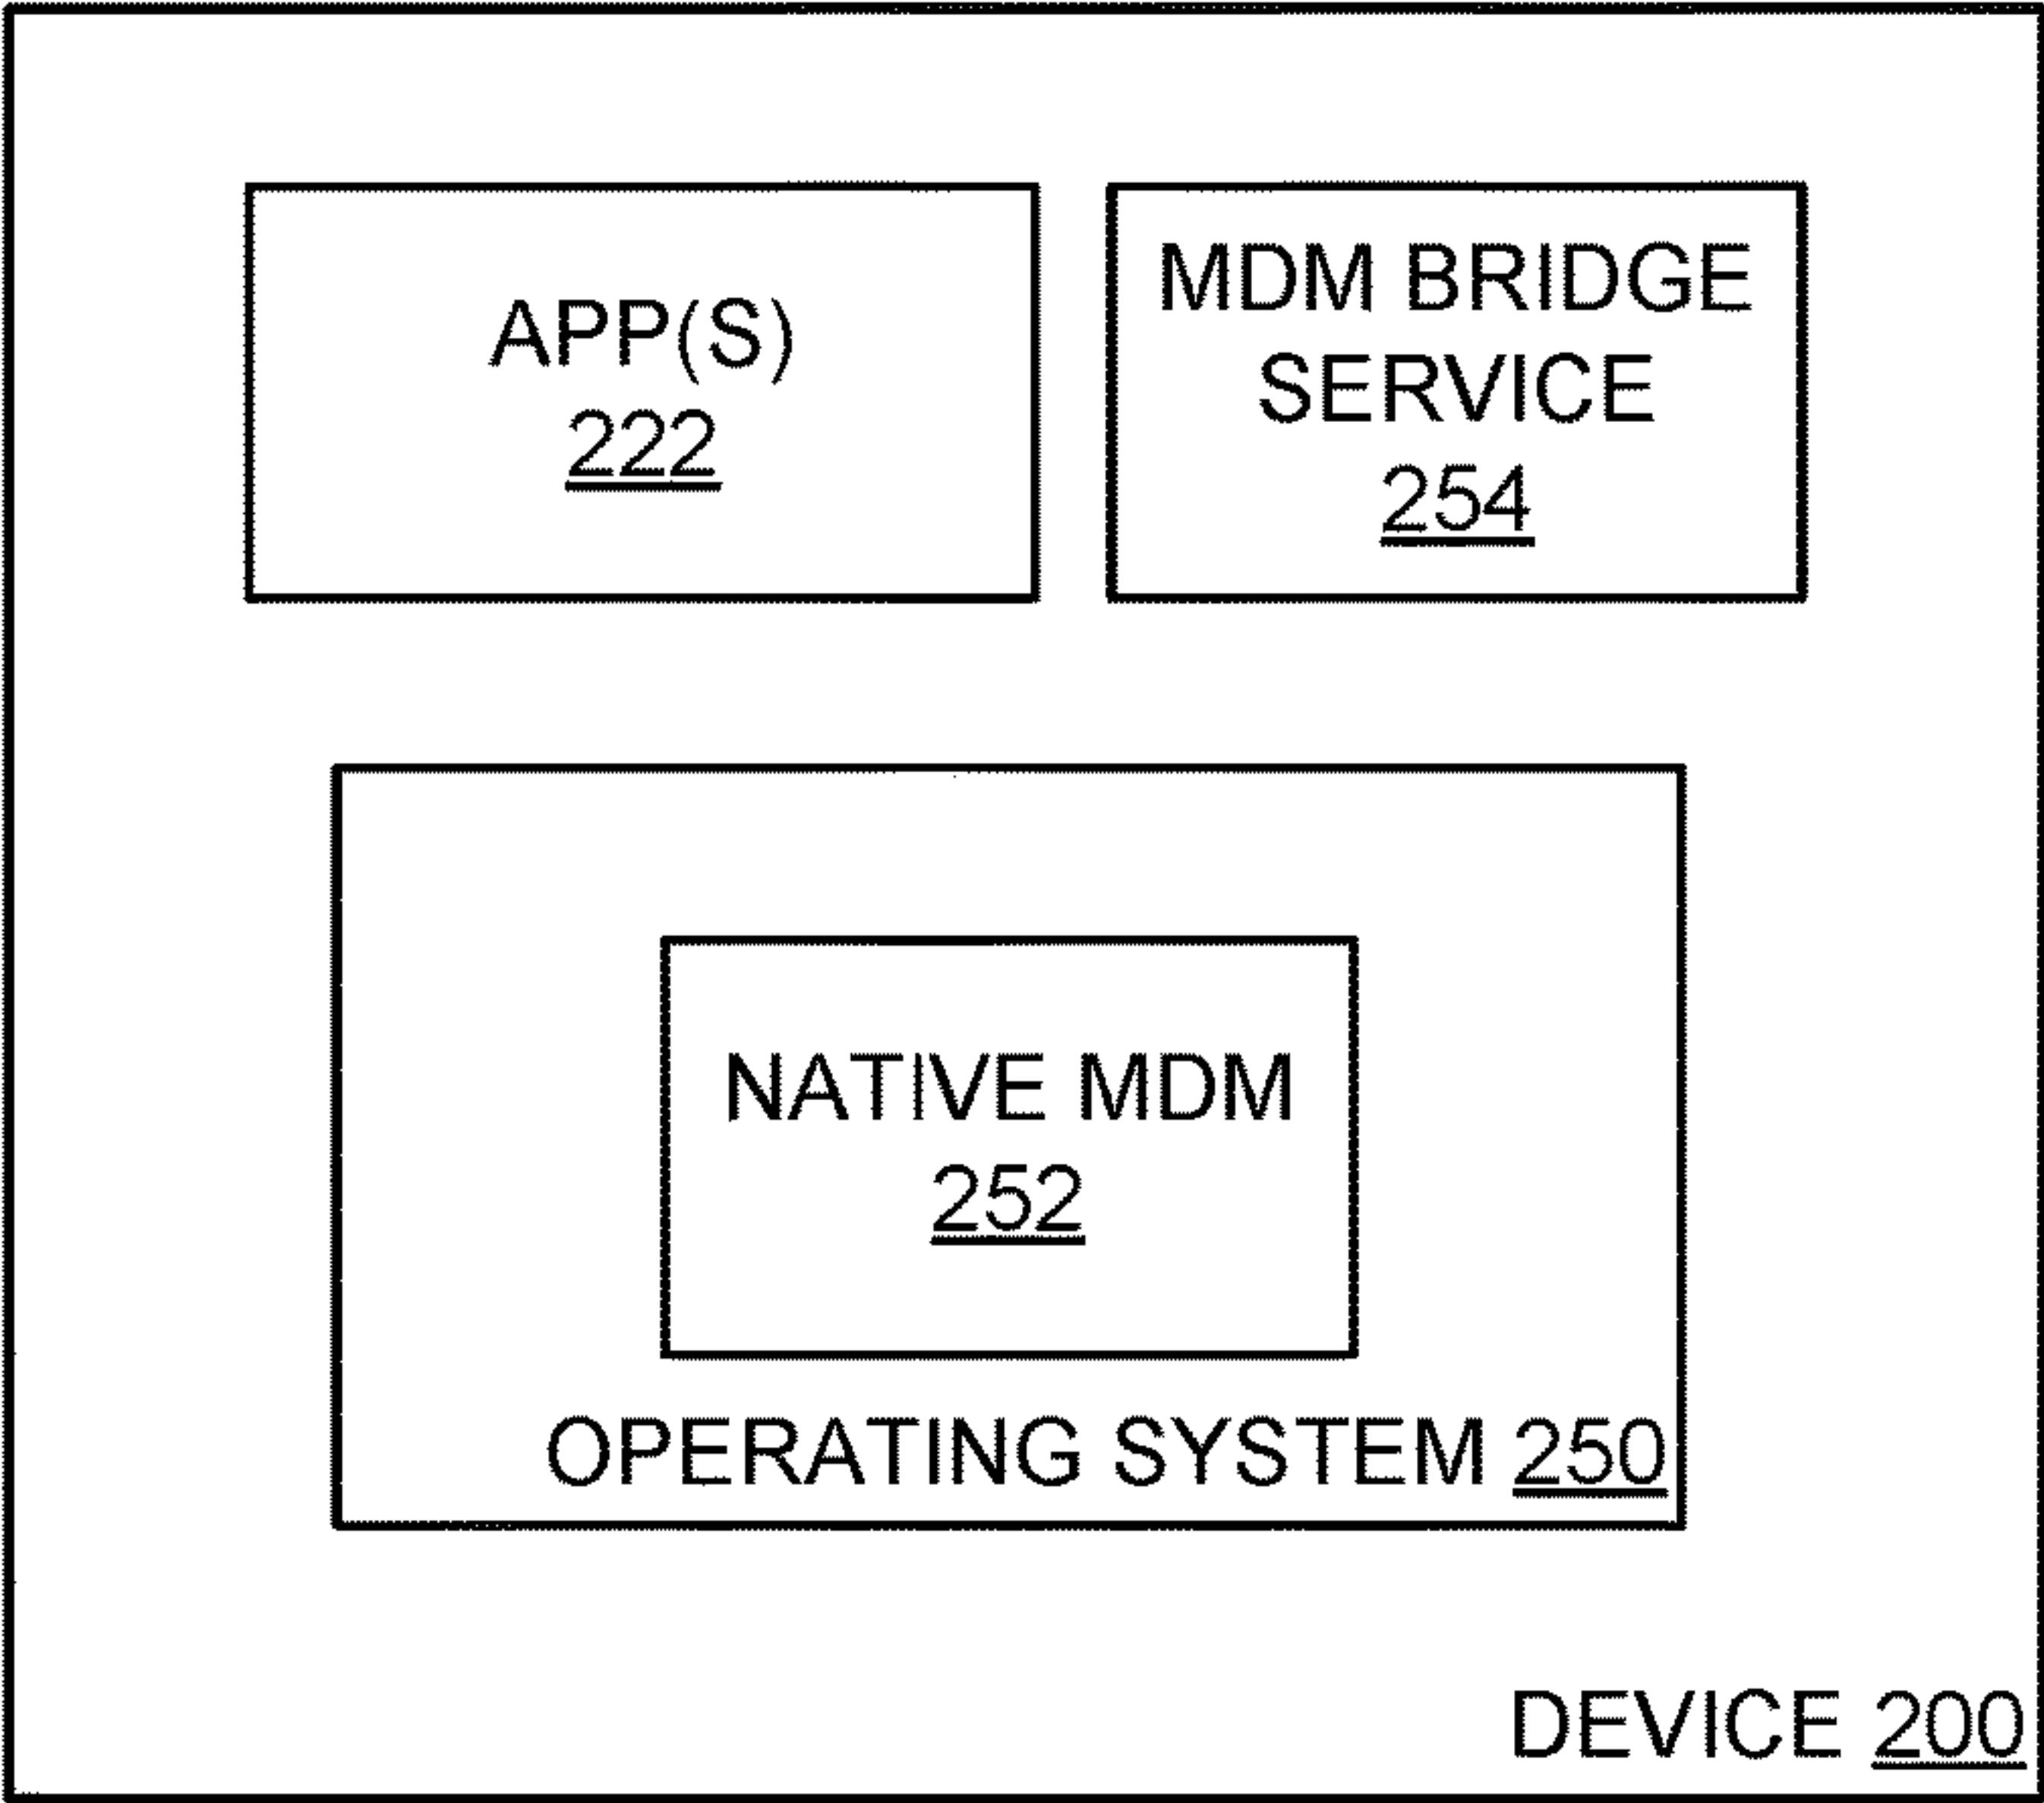 APP(S)
222
MDM BRIDGE
SERVICE
254
NATIVE MDM
252
OPERATING SYSTEM 250
DEVICE 200